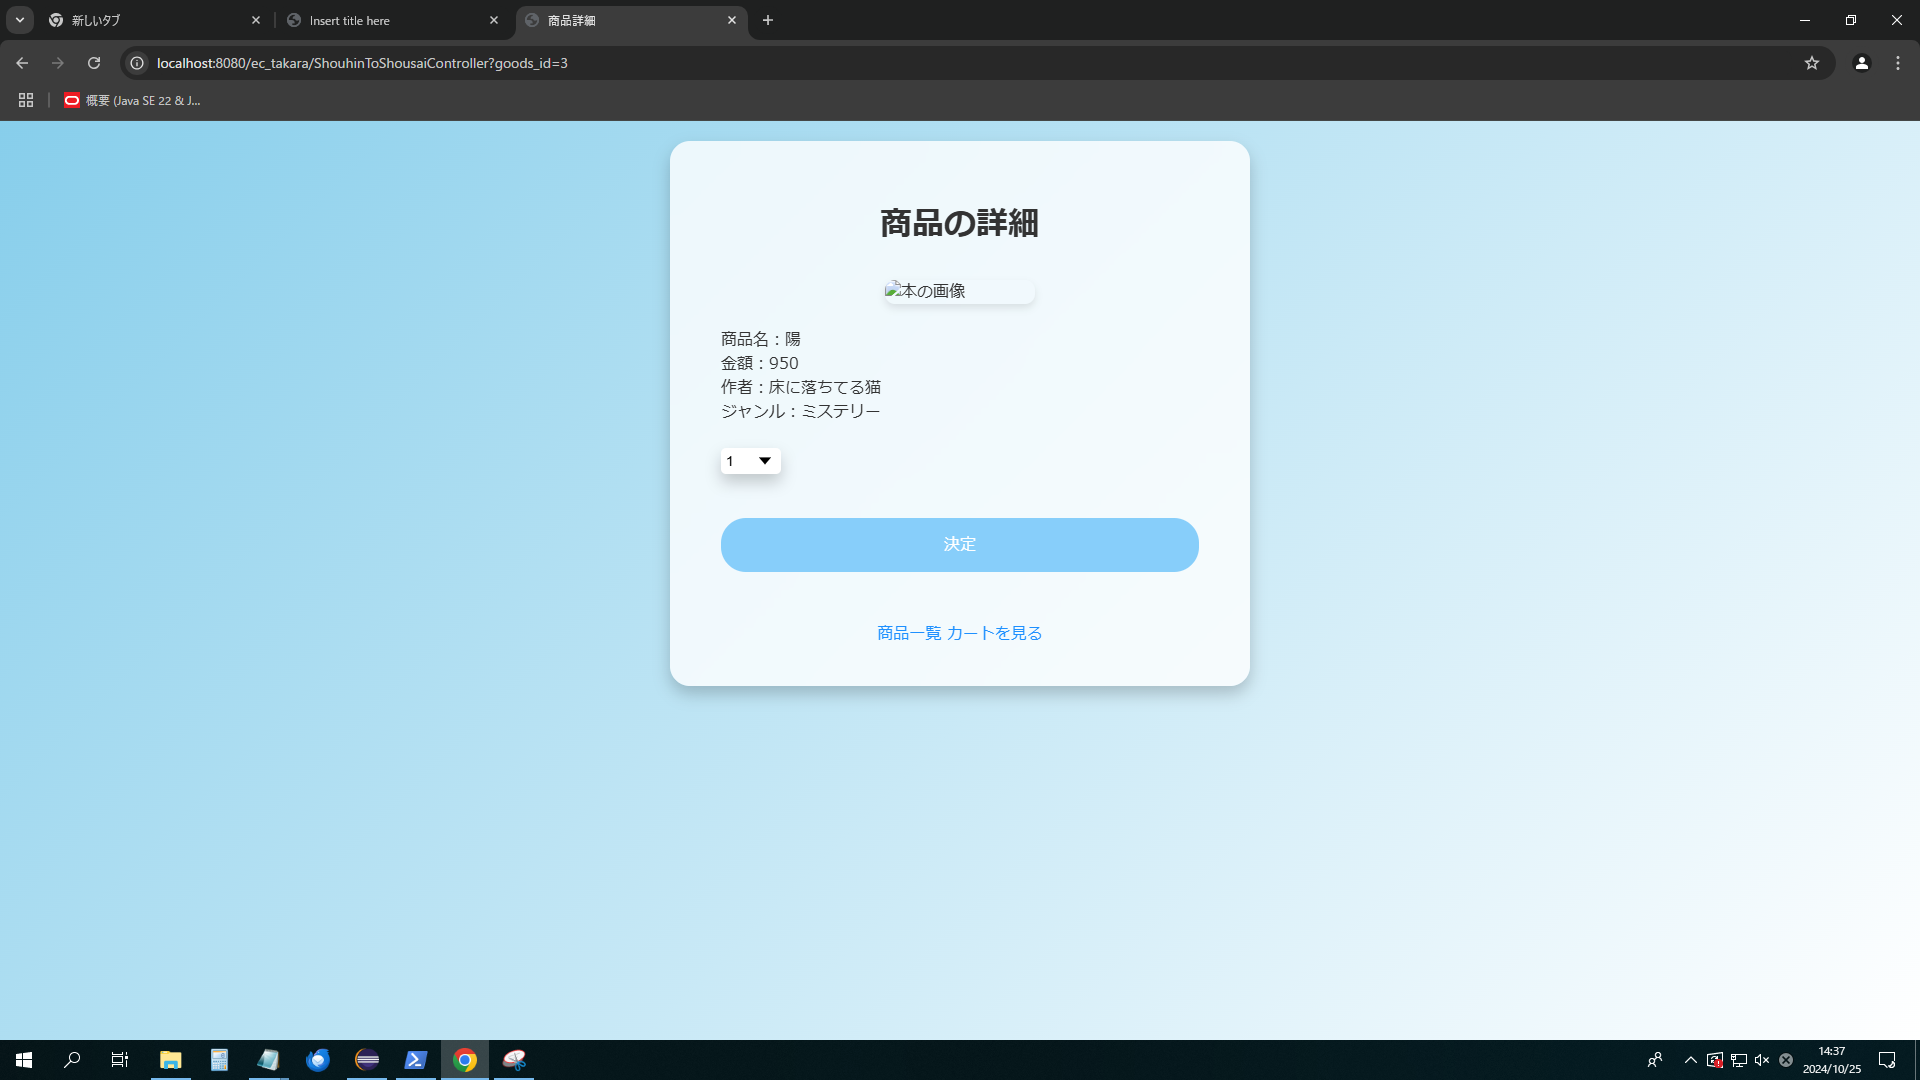 新しいタブ
Insert title here
商品詳細
localhost:8080/ec_takara/ShouhinToShousaiController?goods_id=3
概要 (Java SE 22 & J...
商品の詳細
本の画像
商品名：陽
金額：950
作者：床に落ちてる猫
ジャンル：ミステリー
1
決定
商品一覧 カートを見る
14:37
2024/10/25